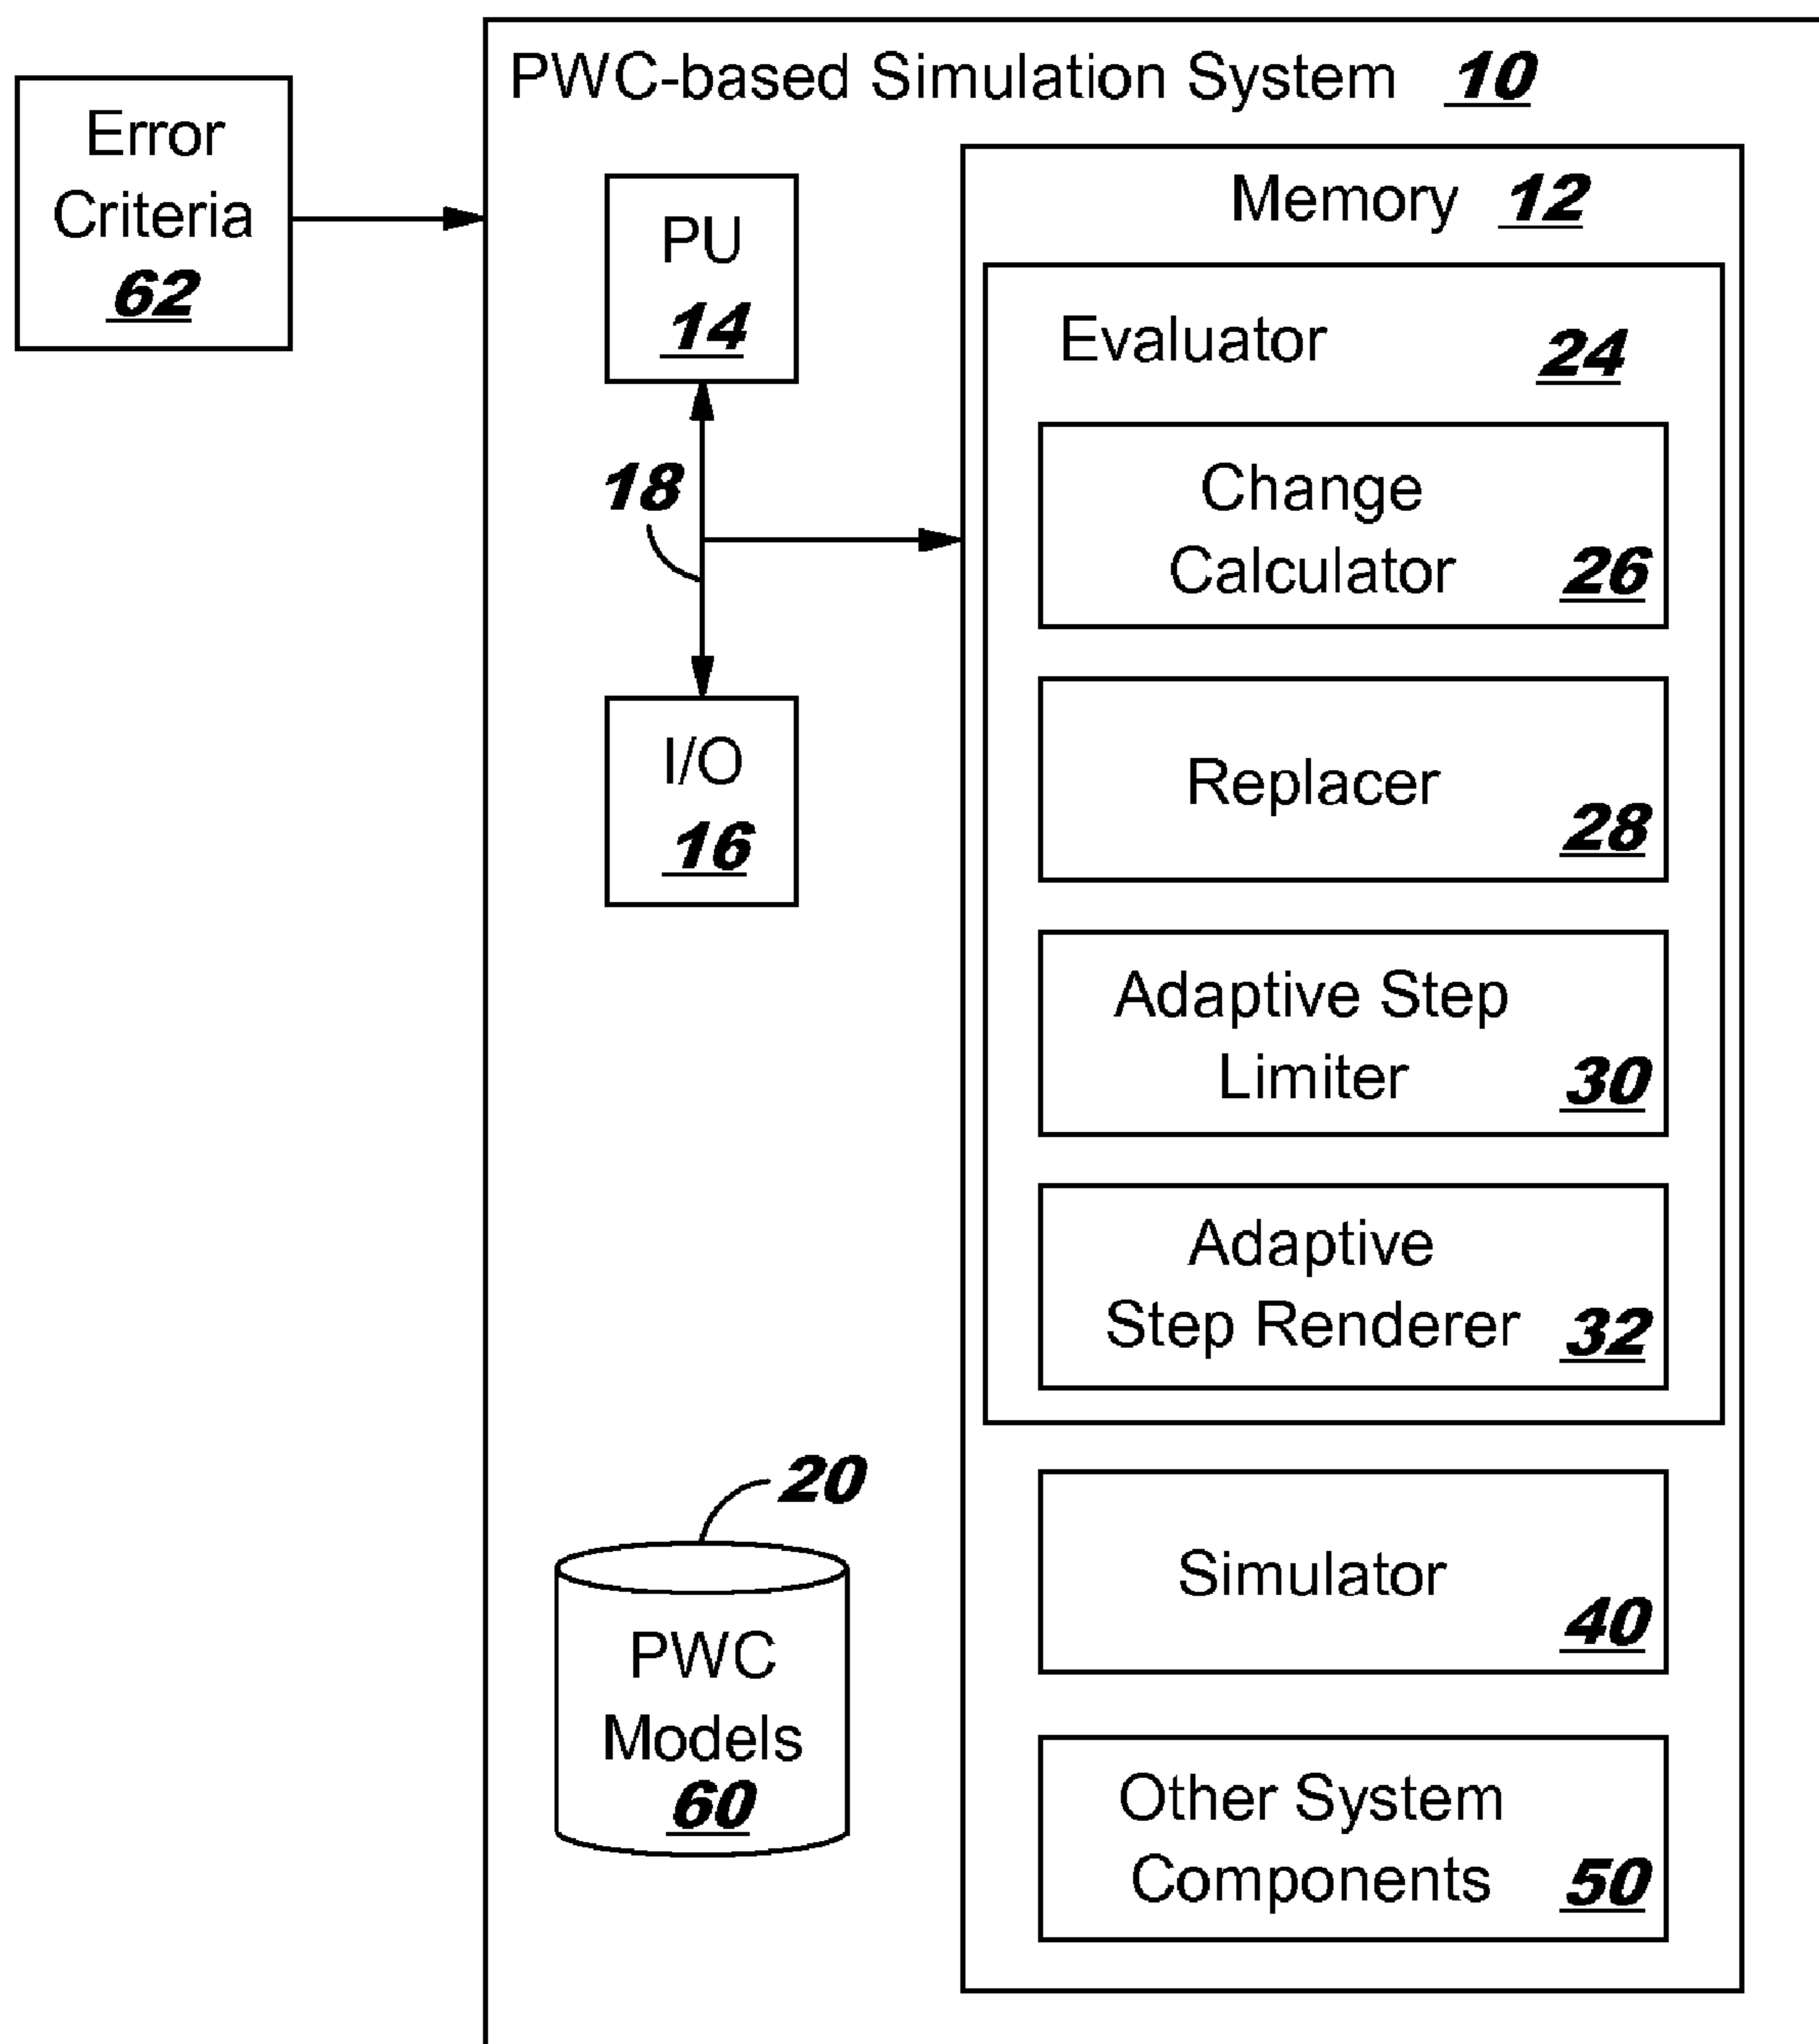 PWC-based Simulation System 10
Error
Criteria
62
Memory 12
PU
14
Evaluator 24
18
Change
Calculator 26
I/O
16
Replacer
28
Adaptive Step
Limiter 30
Adaptive
Step Renderer 32
20
PWC
Models
60
Simulator
40
Other System
Components 50